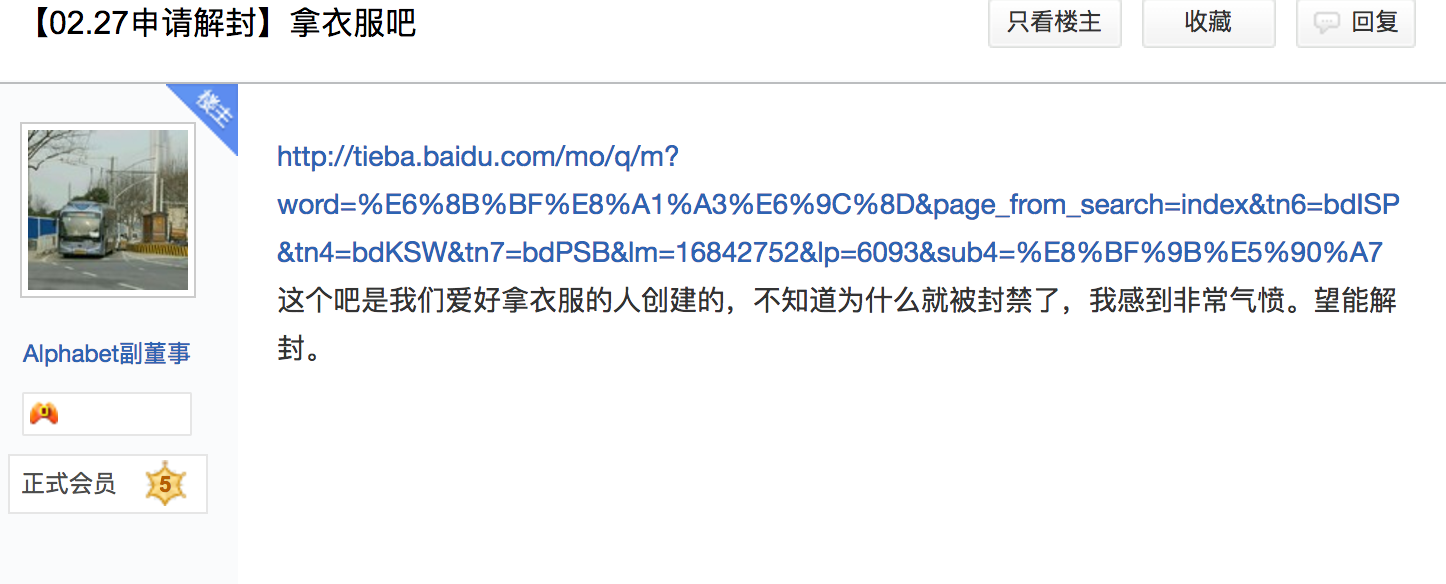 【02.27申请解封】拿衣服吧
只看楼主
收藏
回复
楼主
http://tieba.baidu.com/mo/q/m?
word=%E6%8B%BF%E8%A1%A3%E6%9C%8D&page_from_search=index&tn6=bdISP
&tn4=bdKSW&tn7=bdPSB&lm=16842752&lp=6093&sub4=%E8%BF%9B%E5%90%A7
这个吧是我们爱好拿衣服的人创建的，不知道为什么就被封禁了，我感到非常气愤。望能解
封。
Alphabet副董事
正式会员 5